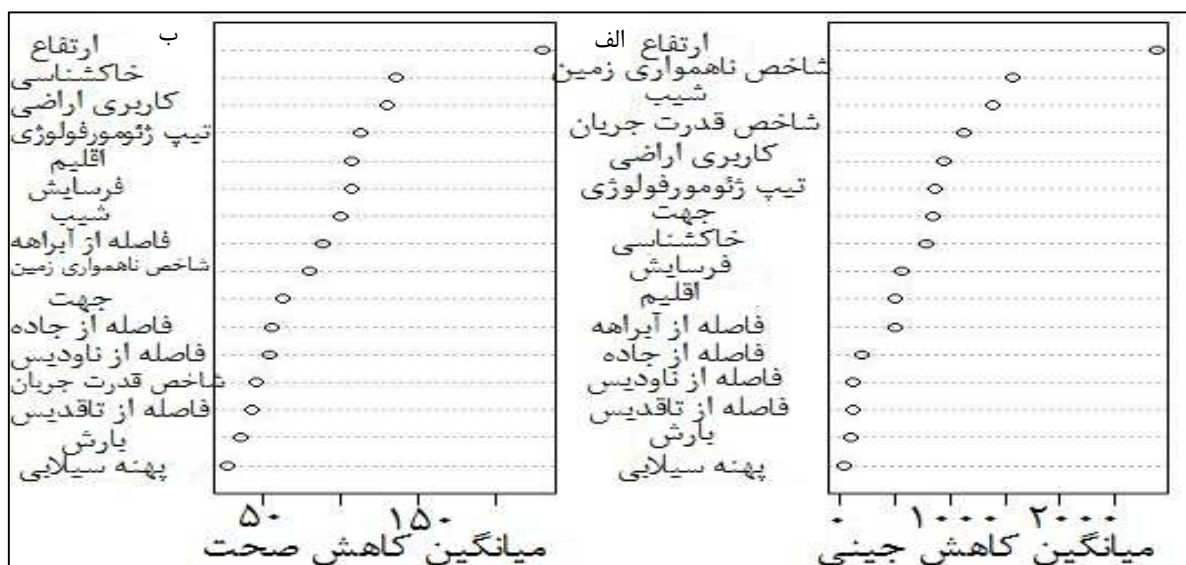 الف
ارتفاع
شاخص ناهمواری زمین
شیب
شاخص قدرت جریان
کاربری اراضی
تیپ ژئومورفولوژی
جهت
خاکشناسی
فرسایش
اقلیم
فاصله از آبراهه
فاصله از جاده
فاصله از ناودیس
فاصله از تاقدیس
بارش
پهنه سیلابی
۰ ۱۰۰۰ ۲۰۰۰
میانگین کاهش جینی
ب
ارتفاع
خاکشناسی
کاربری اراضی
تیپ ژئومورفولوژی
اقلیم
فرسایش
شیب
فاصله از آبراهه
شاخص ناهمواری زمین
جهت
فاصله از جاده
فاصله از ناودیس
شاخص قدرت جریان
فاصله از تاقدیس
بارش
پهنه سیلابی
۵۰ ۱۵۰
میانگین کاهش صحت